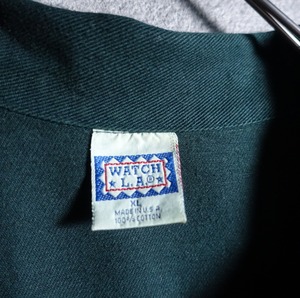 WATCH
L.A.®
XL
MADE IN U.S.A.
100% COTTON